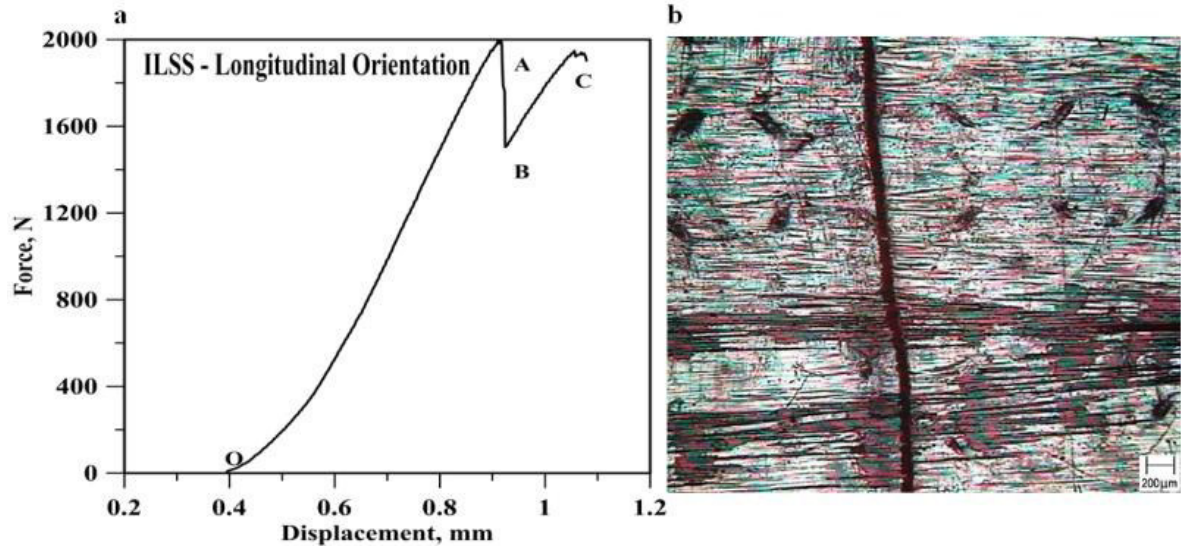 a
b
2000
ILSS - Longitudinal Orientation
A
C
1600
B
1200
Force, N
800
400
O
0
0.2
0.4
0.6
0.8
1
1.2
Displacement, mm
200µm